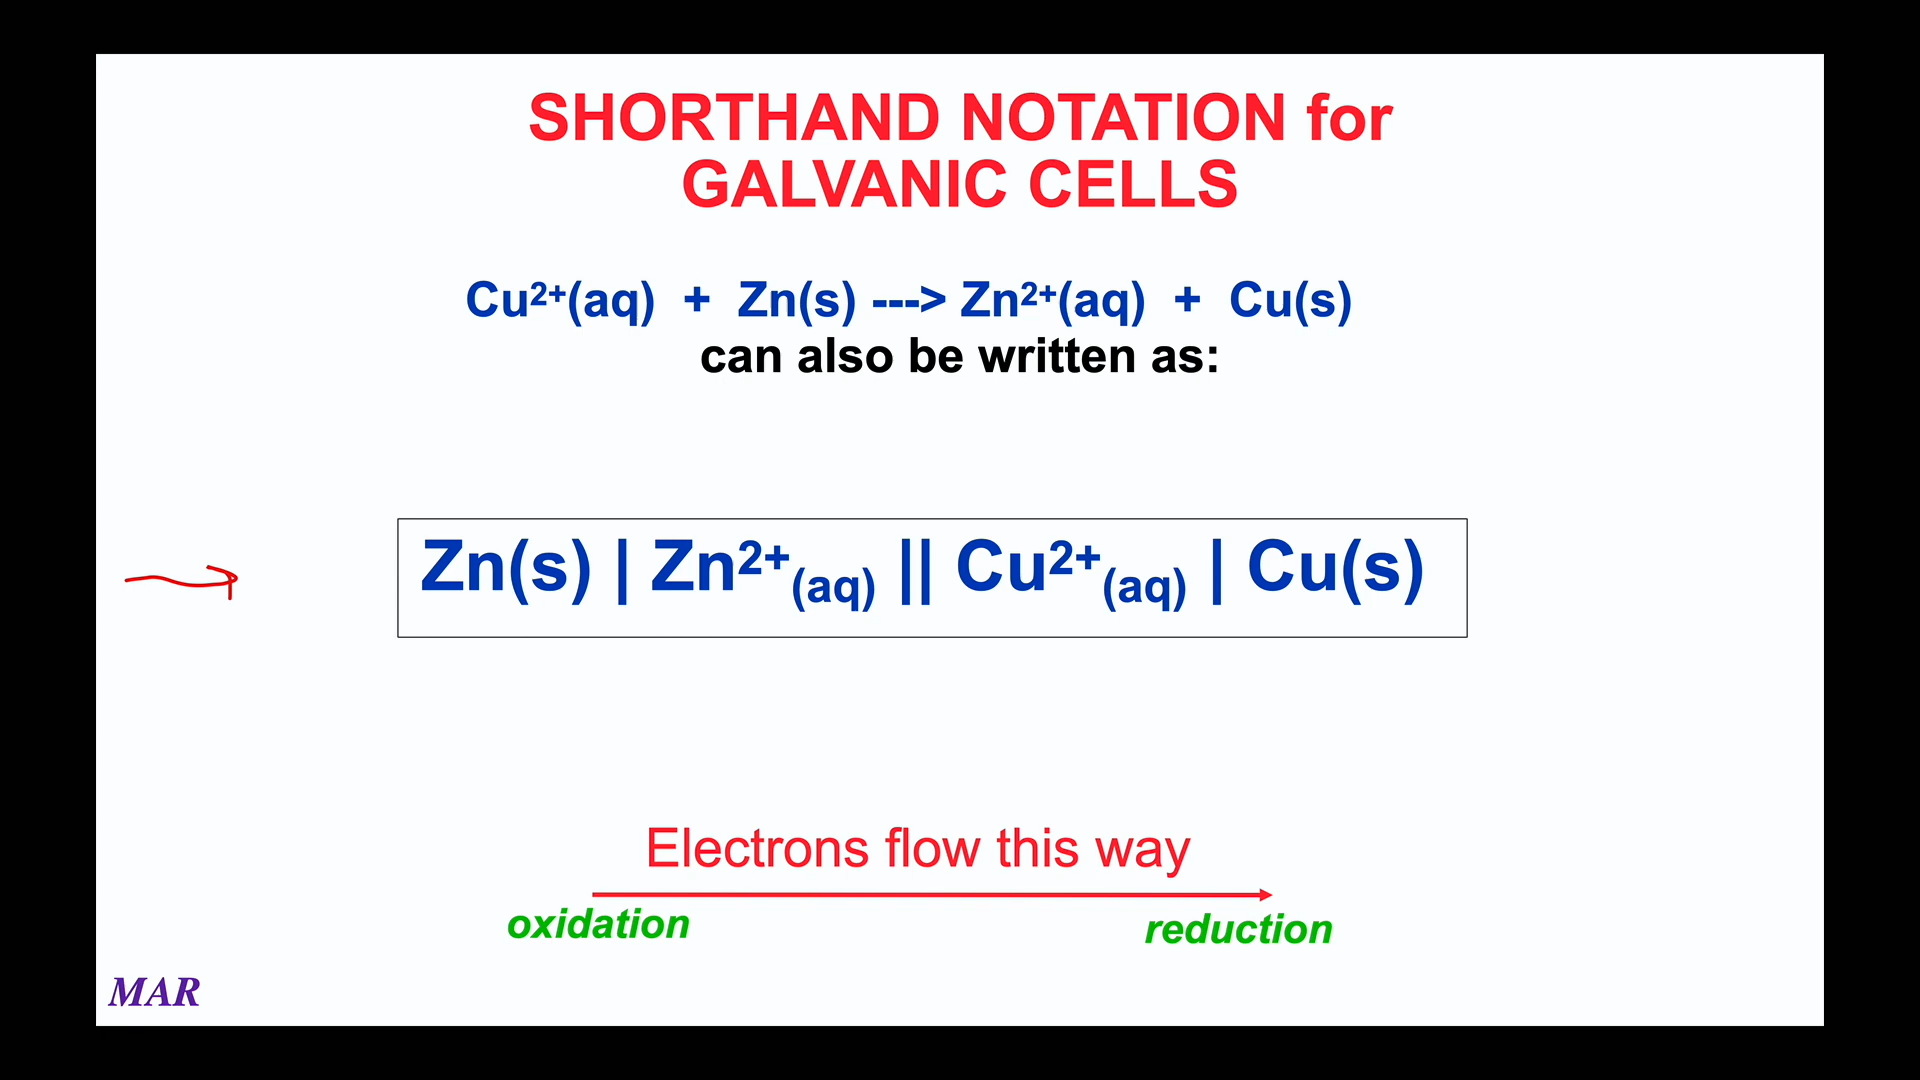 SHORTHAND NOTATION for
GALVANIC CELLS
Cu²⁺(aq) + Zn(s) ---> Zn²⁺(aq) + Cu(s)
can also be written as:
Zn(s) | Zn²⁺(aq) || Cu²⁺(aq) | Cu(s)
Electrons flow this way
oxidation reduction
MAR